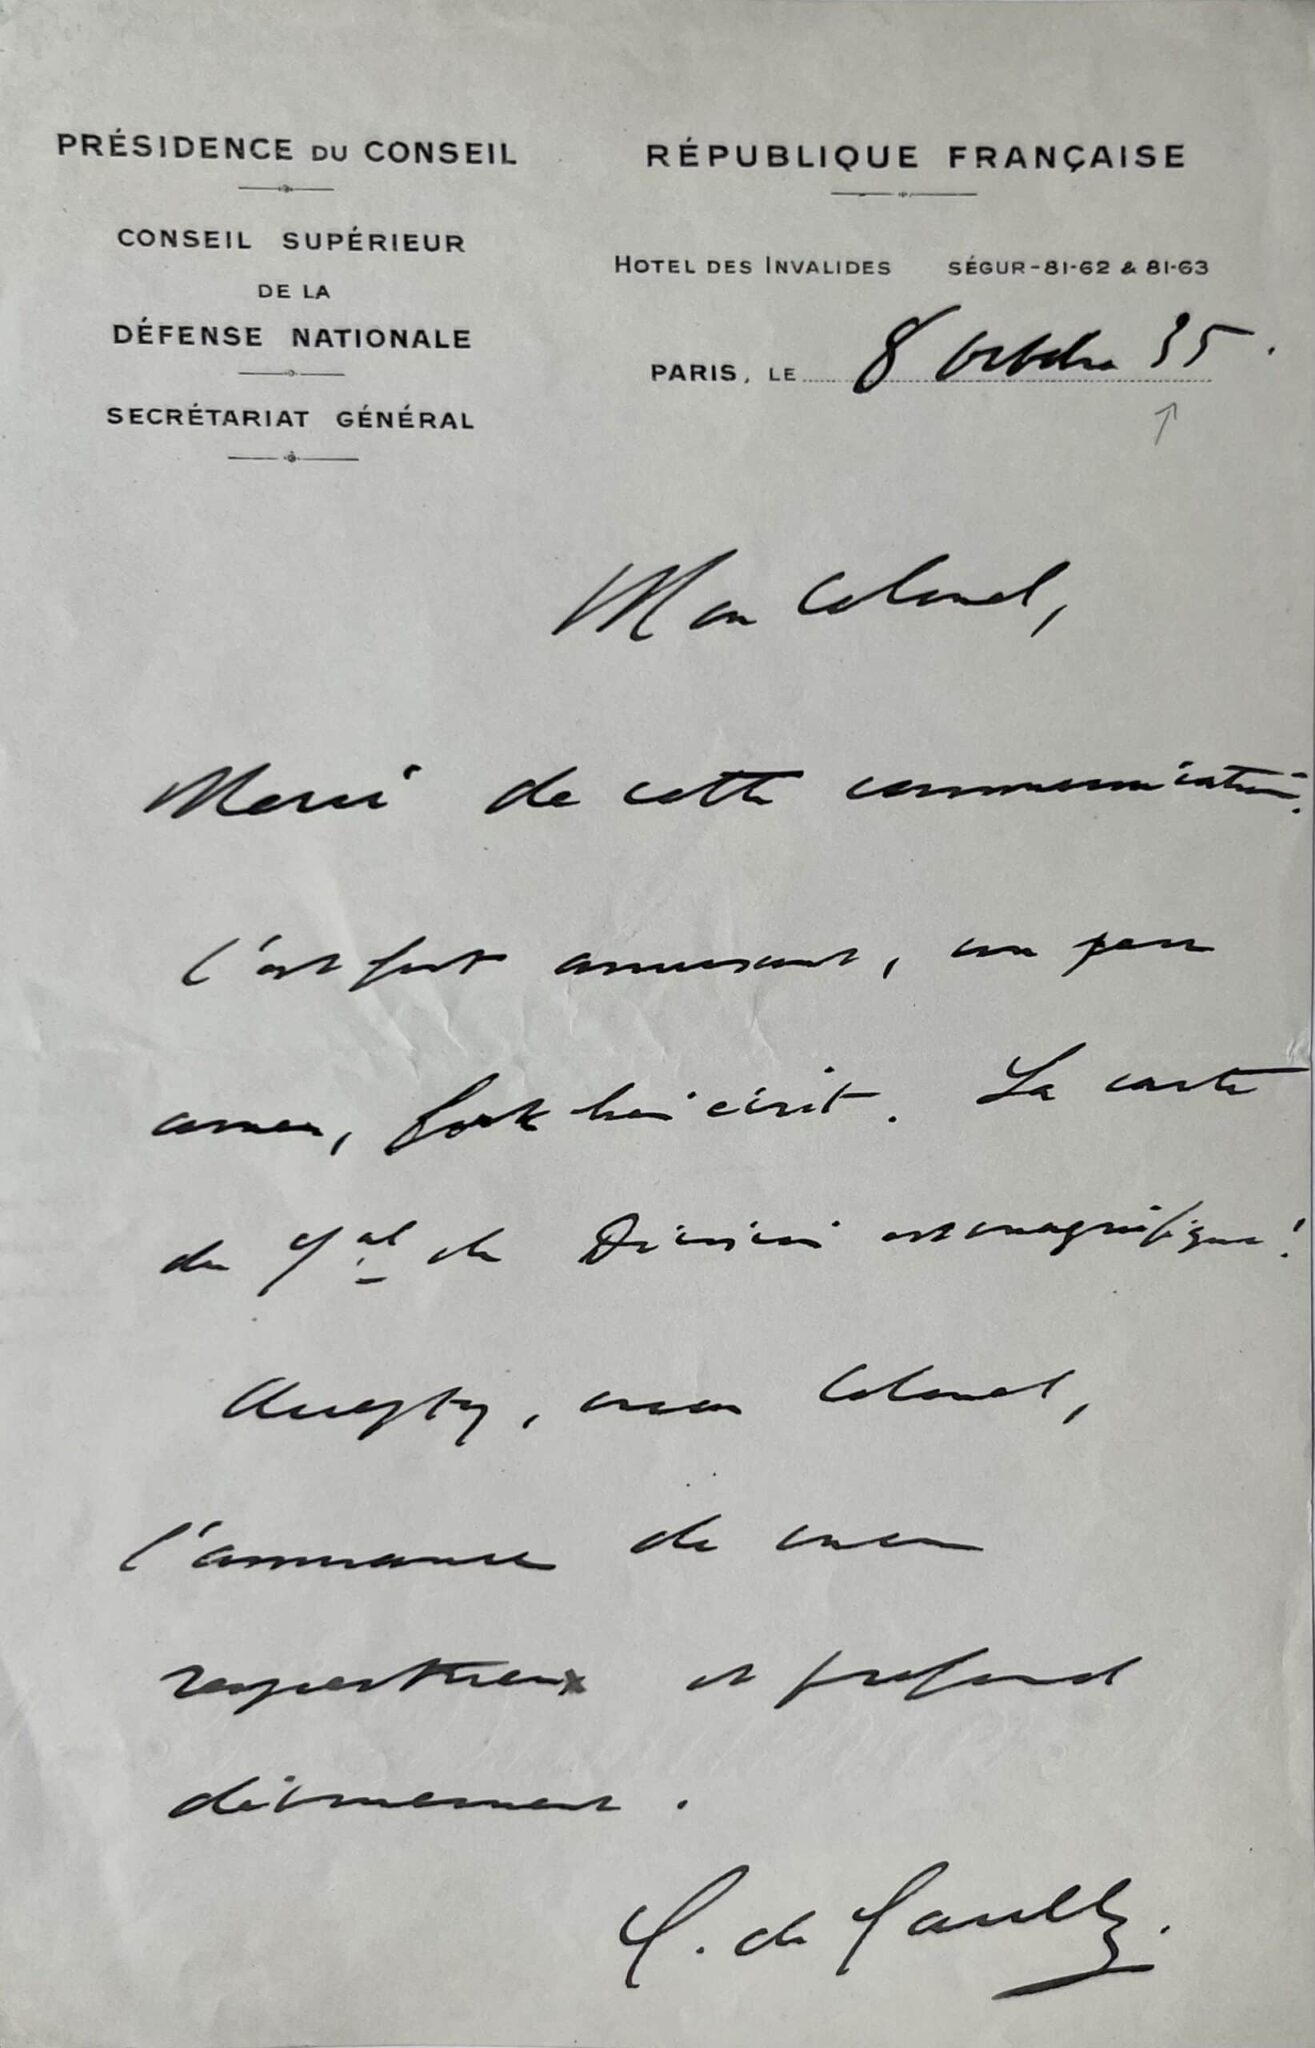 PRÉSIDENCE DU CONSEIL
CONSEIL SUPÉRIEUR
DE LA
DÉFENSE NATIONALE
SECRÉTARIAT GÉNÉRAL
RÉPUBLIQUE FRANÇAISE
HOTEL DES INVALIDES SÉGUR-81-62 & 81-63
PARIS, LE 8 octobre 35.
Mon Colonel,
Merci de cette communication.
C'est fort amusant, un peu
amer, fort bien écrit. La carte
du Gal de Division est magnifique!
Agréez, mon Colonel,
l'assurance de mon
respectueux et profond
dévouement.
C. de Gaulle.